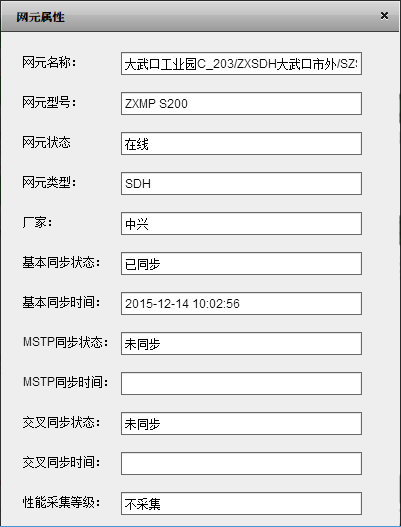 网元属性
网元名称： 大武口工业园C_203/ZXSDH大武口市外/SZ
网元型号： ZXMP S200
网元状态 在线
网元类型： SDH
厂家： 中兴
基本同步状态： 已同步
基本同步时间： 2015-12-14 10:02:56
MSTP同步状态： 未同步
MSTP同步时间：
交叉同步状态： 未同步
交叉同步时间：
性能采集等级： 不采集